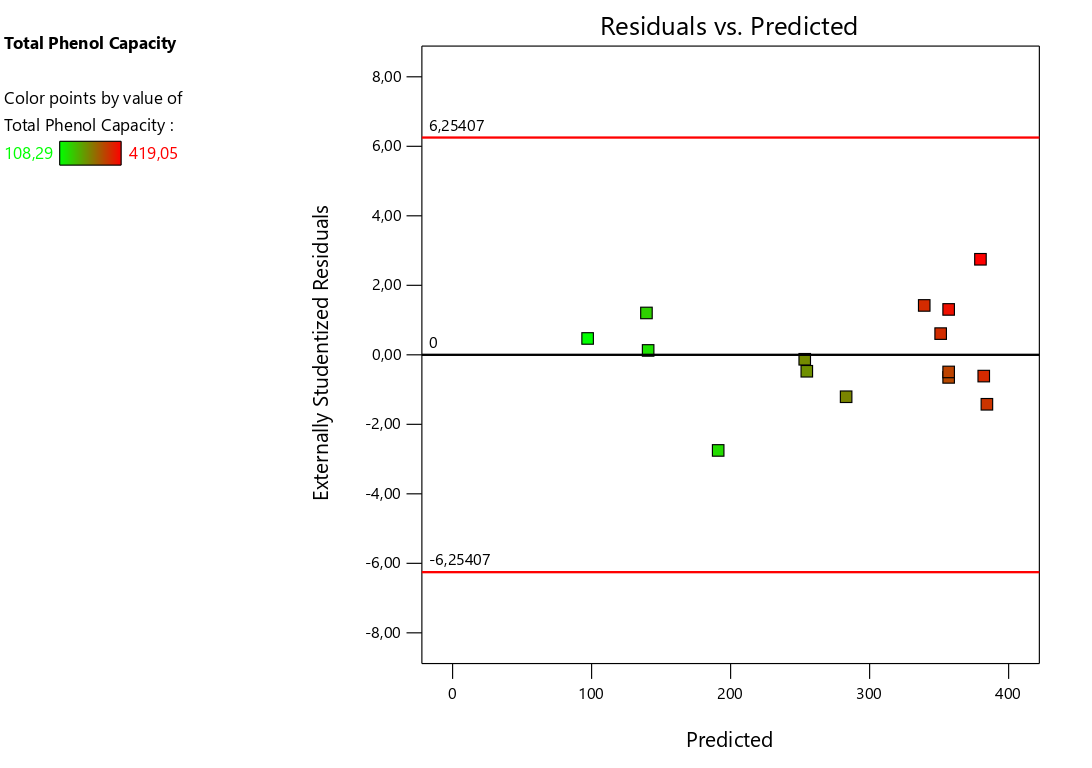 Total Phenol Capacity
Color points by value of
Total Phenol Capacity :
108,29 419,05
Residuals vs. Predicted
Externally Studentized Residuals
8,00
6,00
4,00
2,00
0,00
-2,00
-4,00
-6,00
-8,00
6,25407
0
-6,25407
0 100 200 300 400
Predicted